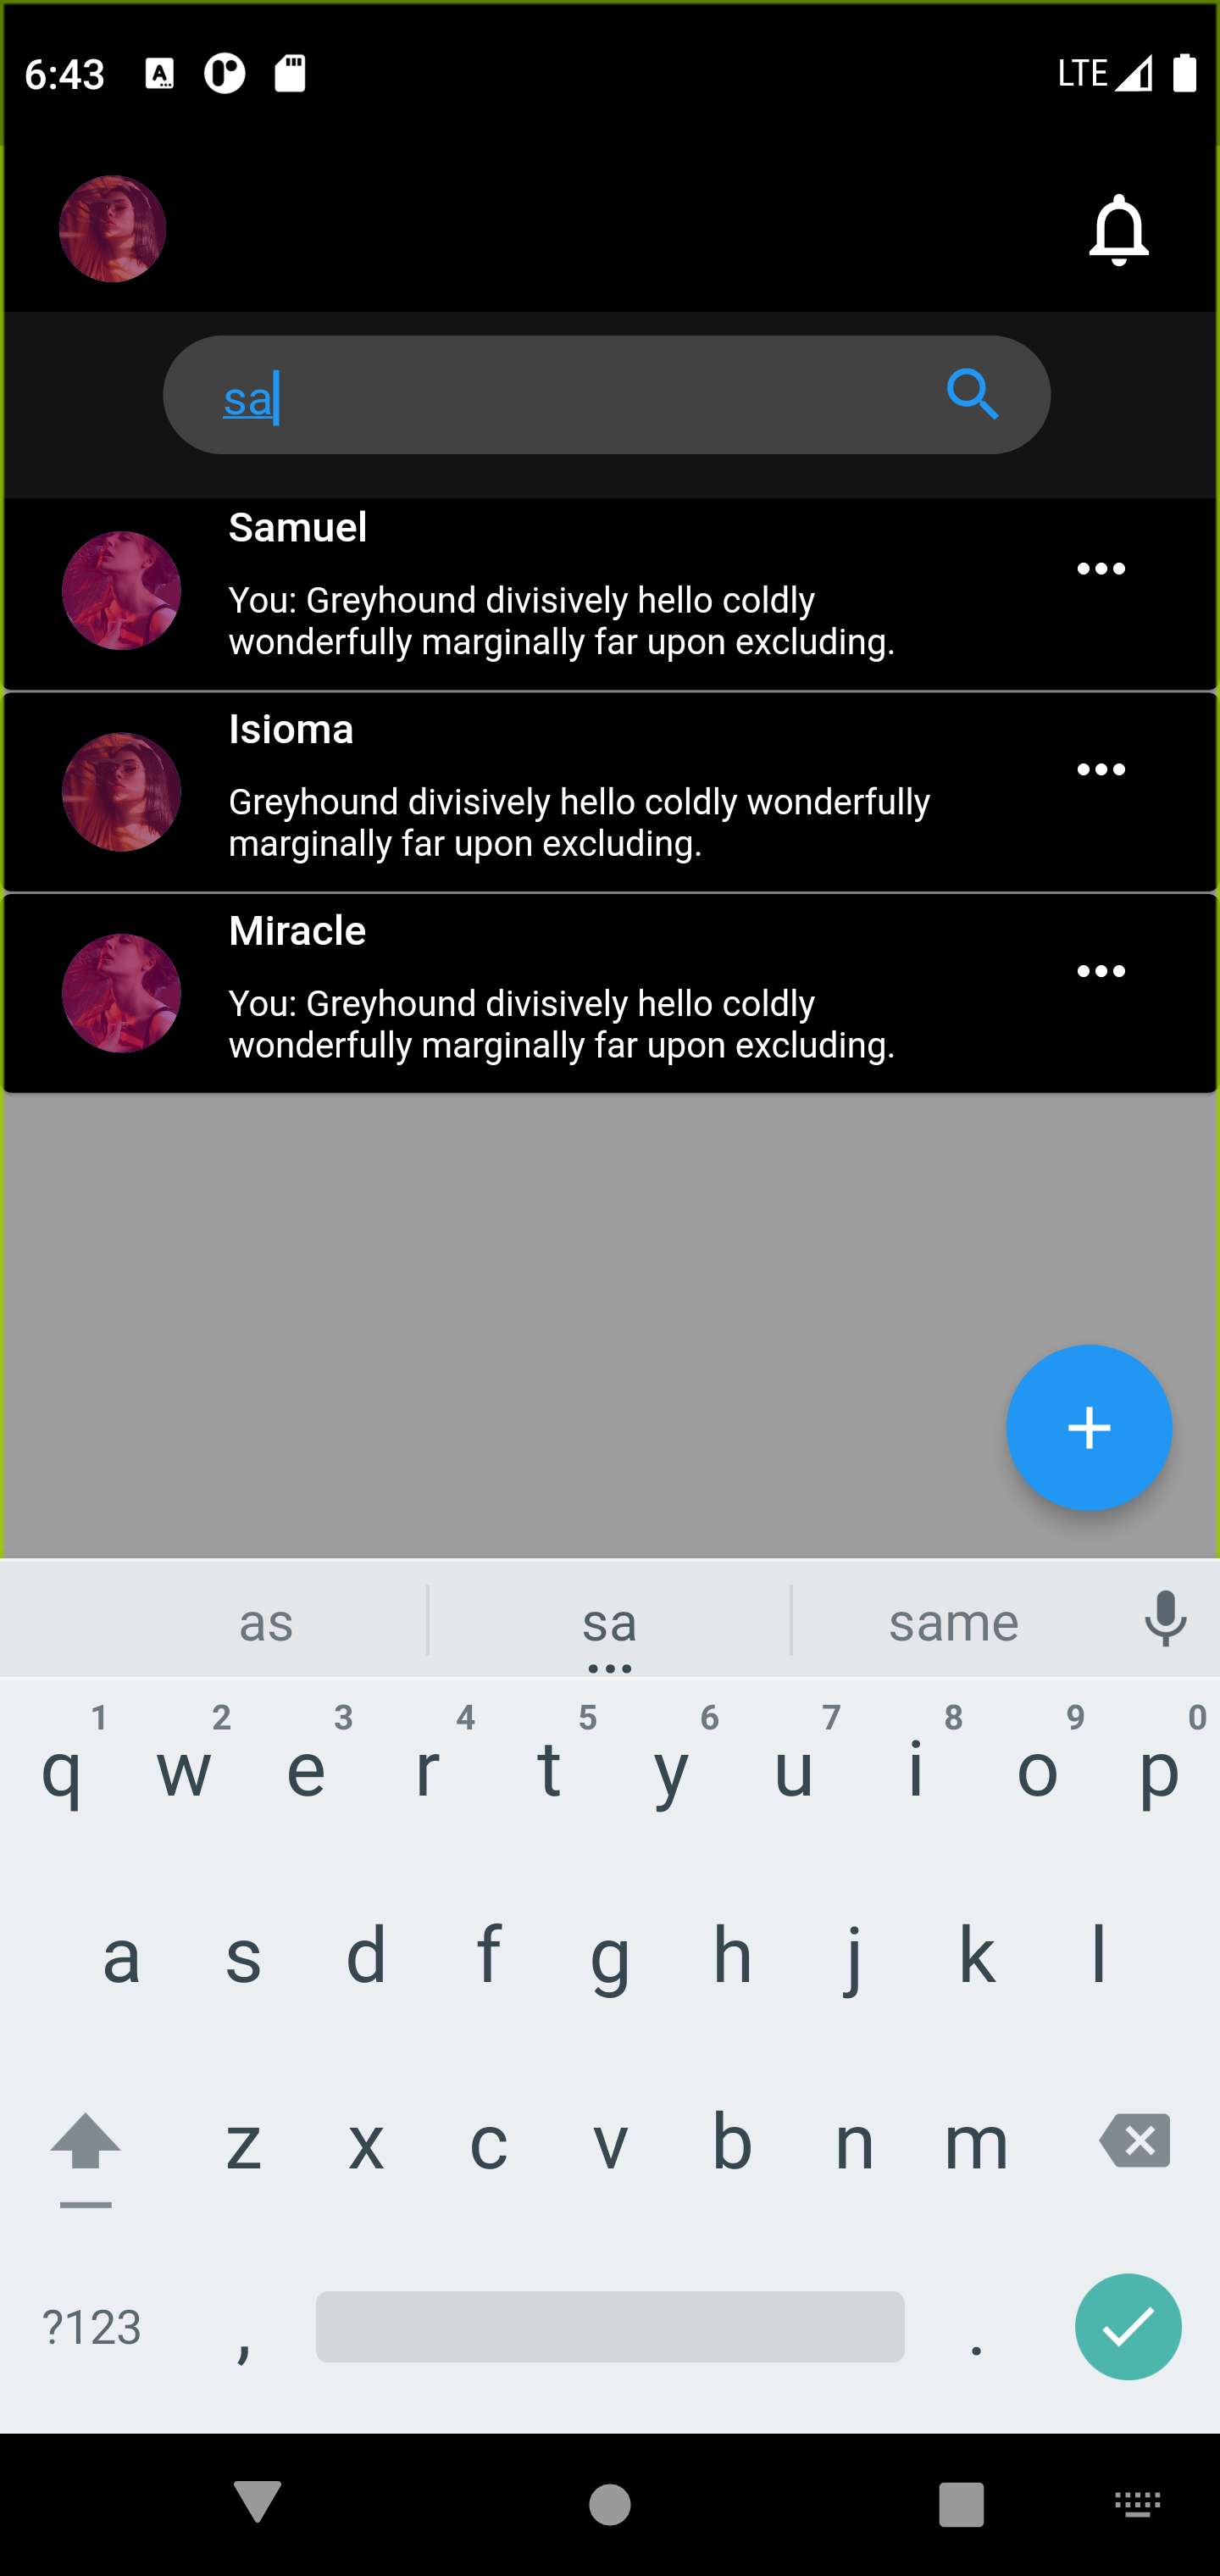 6:43 A LTE
sa
Samuel
You: Greyhound divisively hello coldly
wonderfully marginally far upon excluding.
Isioma
Greyhound divisively hello coldly wonderfully
marginally far upon excluding.
Miracle
You: Greyhound divisively hello coldly
wonderfully marginally far upon excluding.
as sa same
1 2 3 4 5 6 7 8 9 0
q w e r t y u i o p
a s d f g h j k l
z x c v b n m
?123 , .